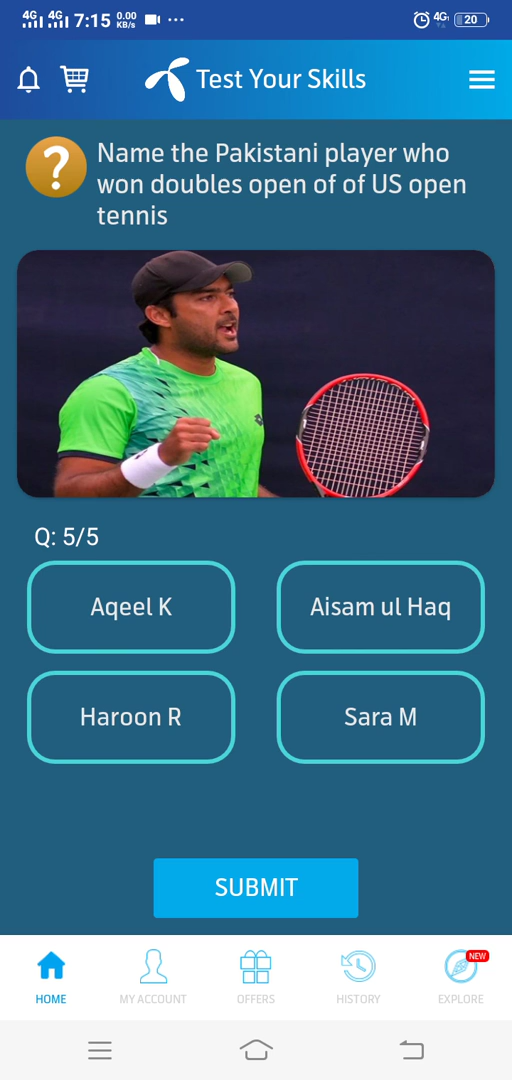 4G 4G 7:15 0.00 KB/s 4G 20
Test Your Skills
?
Name the Pakistani player who
won doubles open of of US open
tennis
Q: 5/5
Aqeel K
Aisam ul Haq
Haroon R
Sara M
SUBMIT
NEW
HOME
MY ACCOUNT
OFFERS
HISTORY
EXPLORE